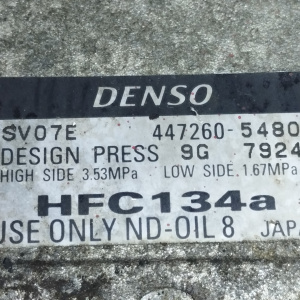 DENSO
SV07E 447260-5480
DESIGN PRESS 9G 7924
HIGH SIDE 3.53MPa LOW SIDE 1.67MPa
HFC134a
USE ONLY ND-OIL 8 JAPA